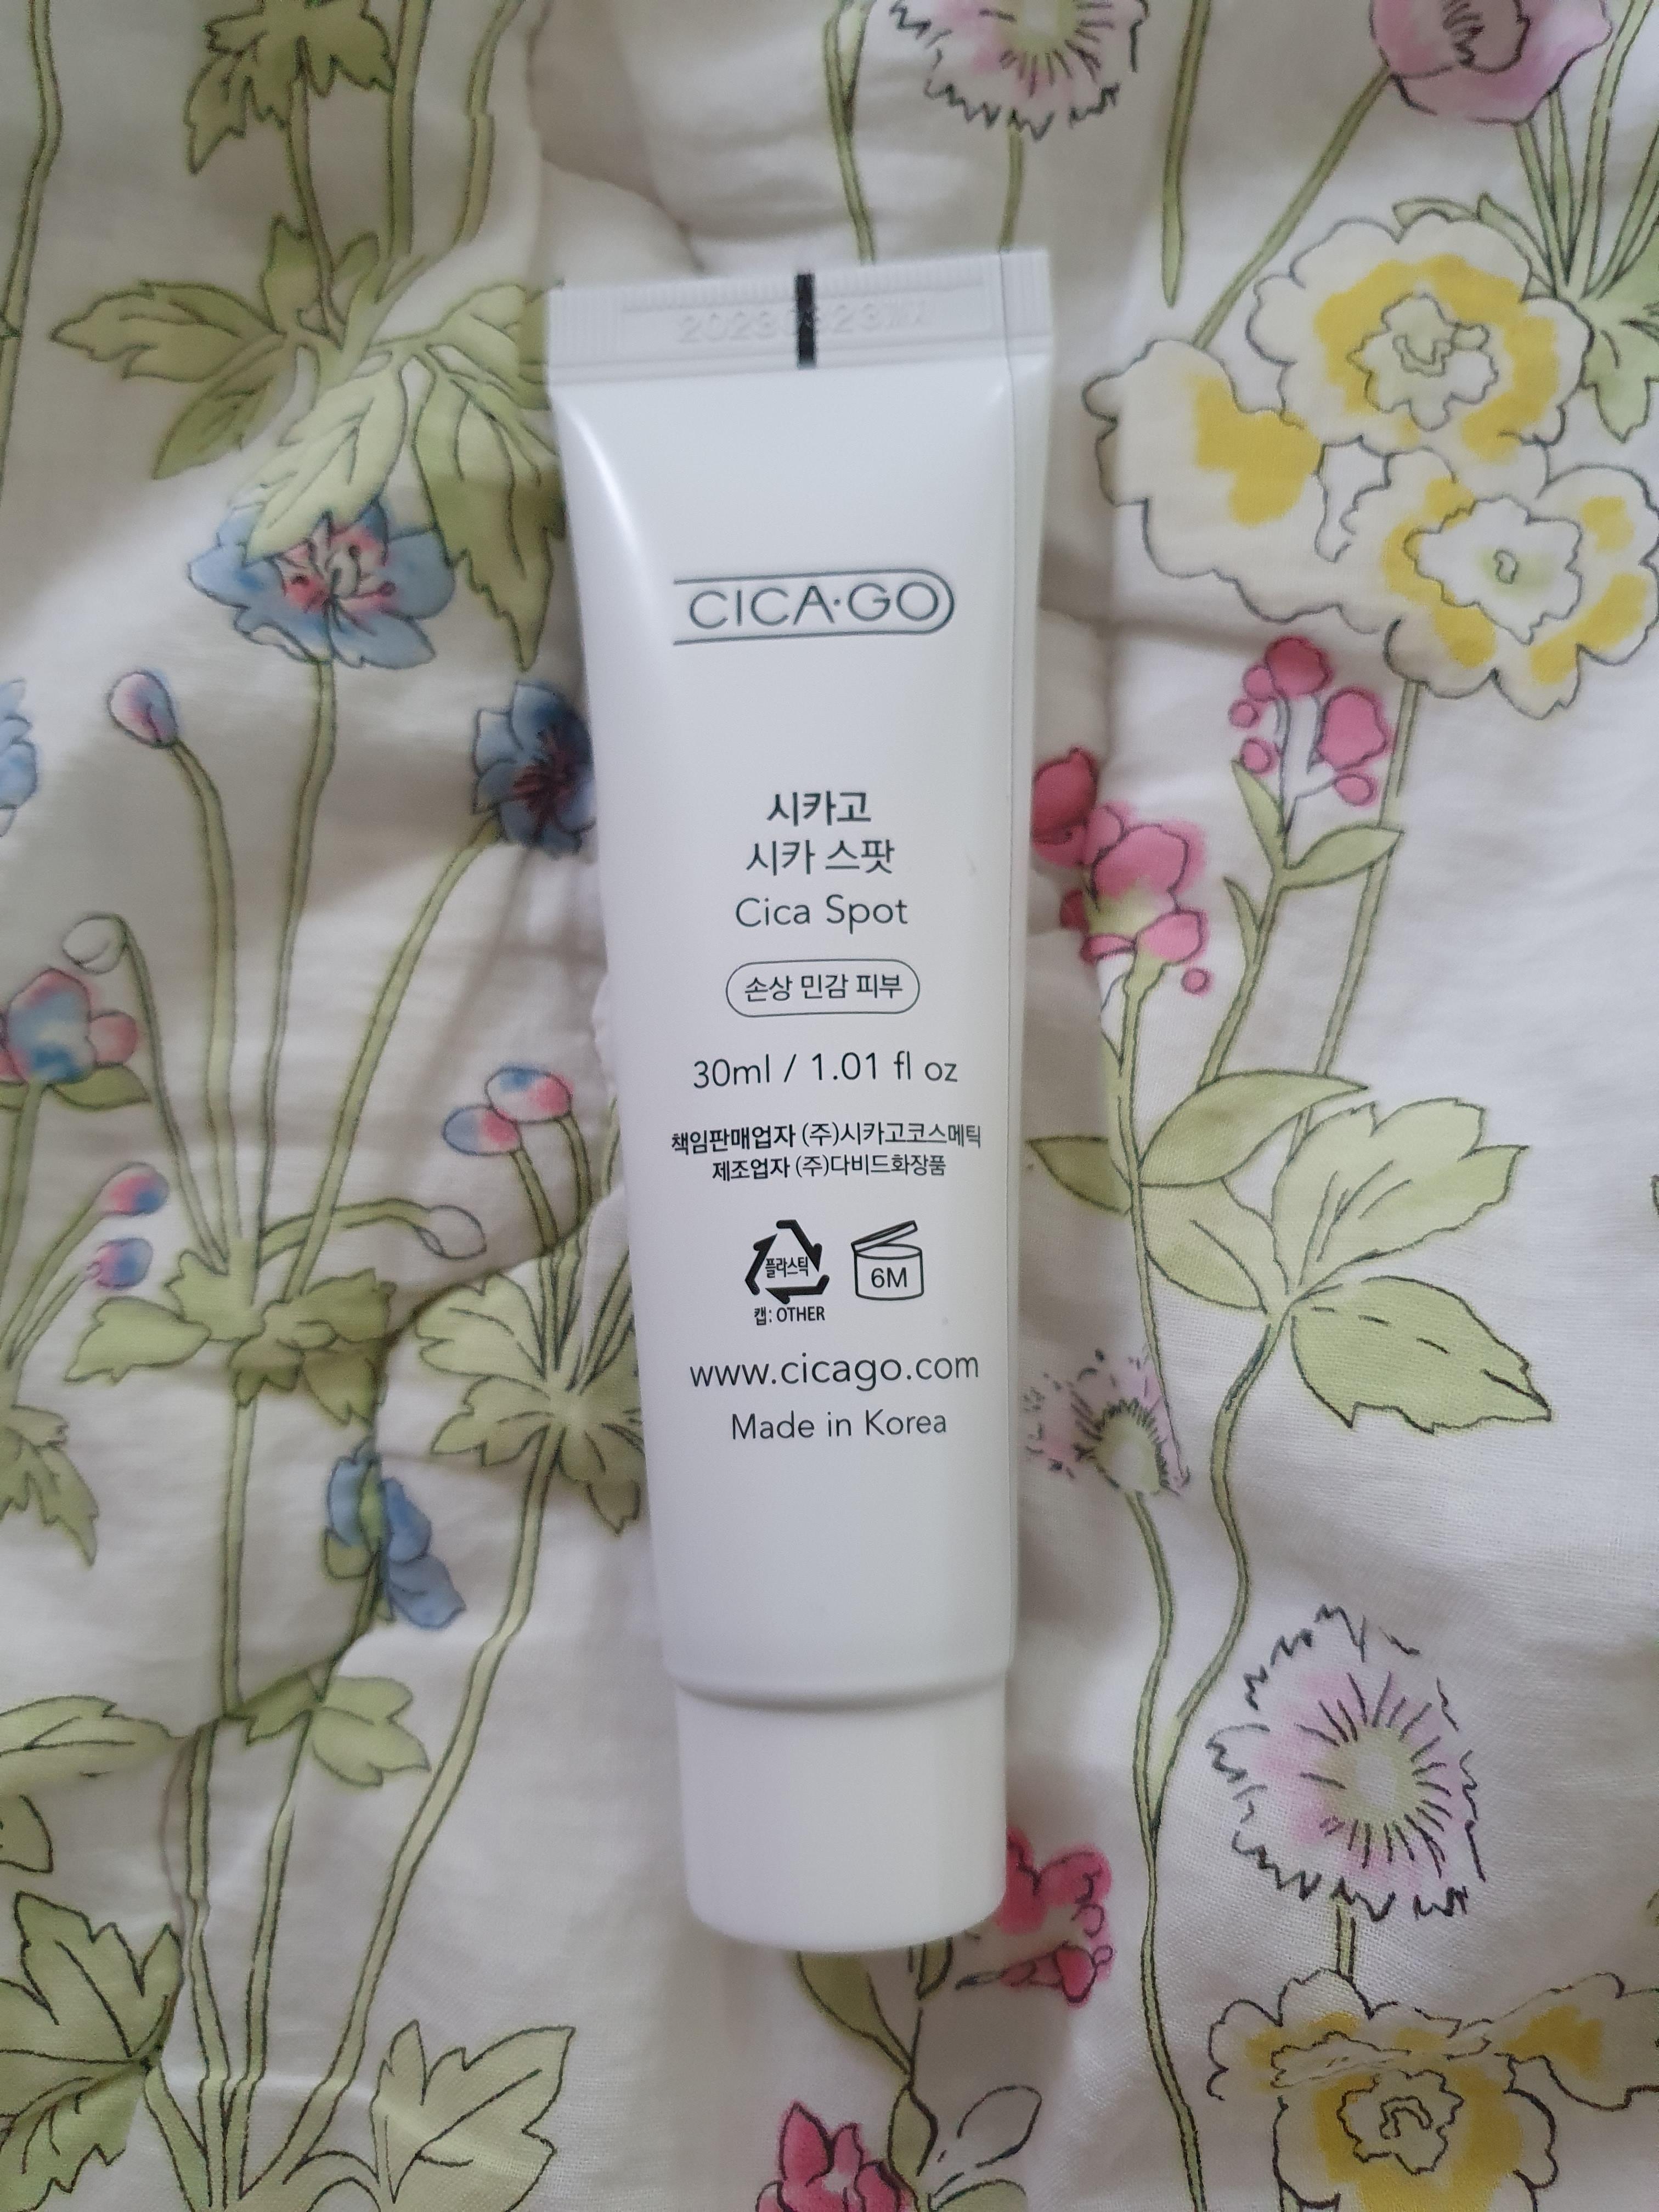 CICA·GO
시카고
시카 스팟
Cica Spot
손상 민감 피부
30ml / 1.01 fl oz
책임판매업자 (주)시카고코스메틱
제조업자 (주)다비드화장품
플라스틱
6M
캡: OTHER
www.cicago.com
Made in Korea